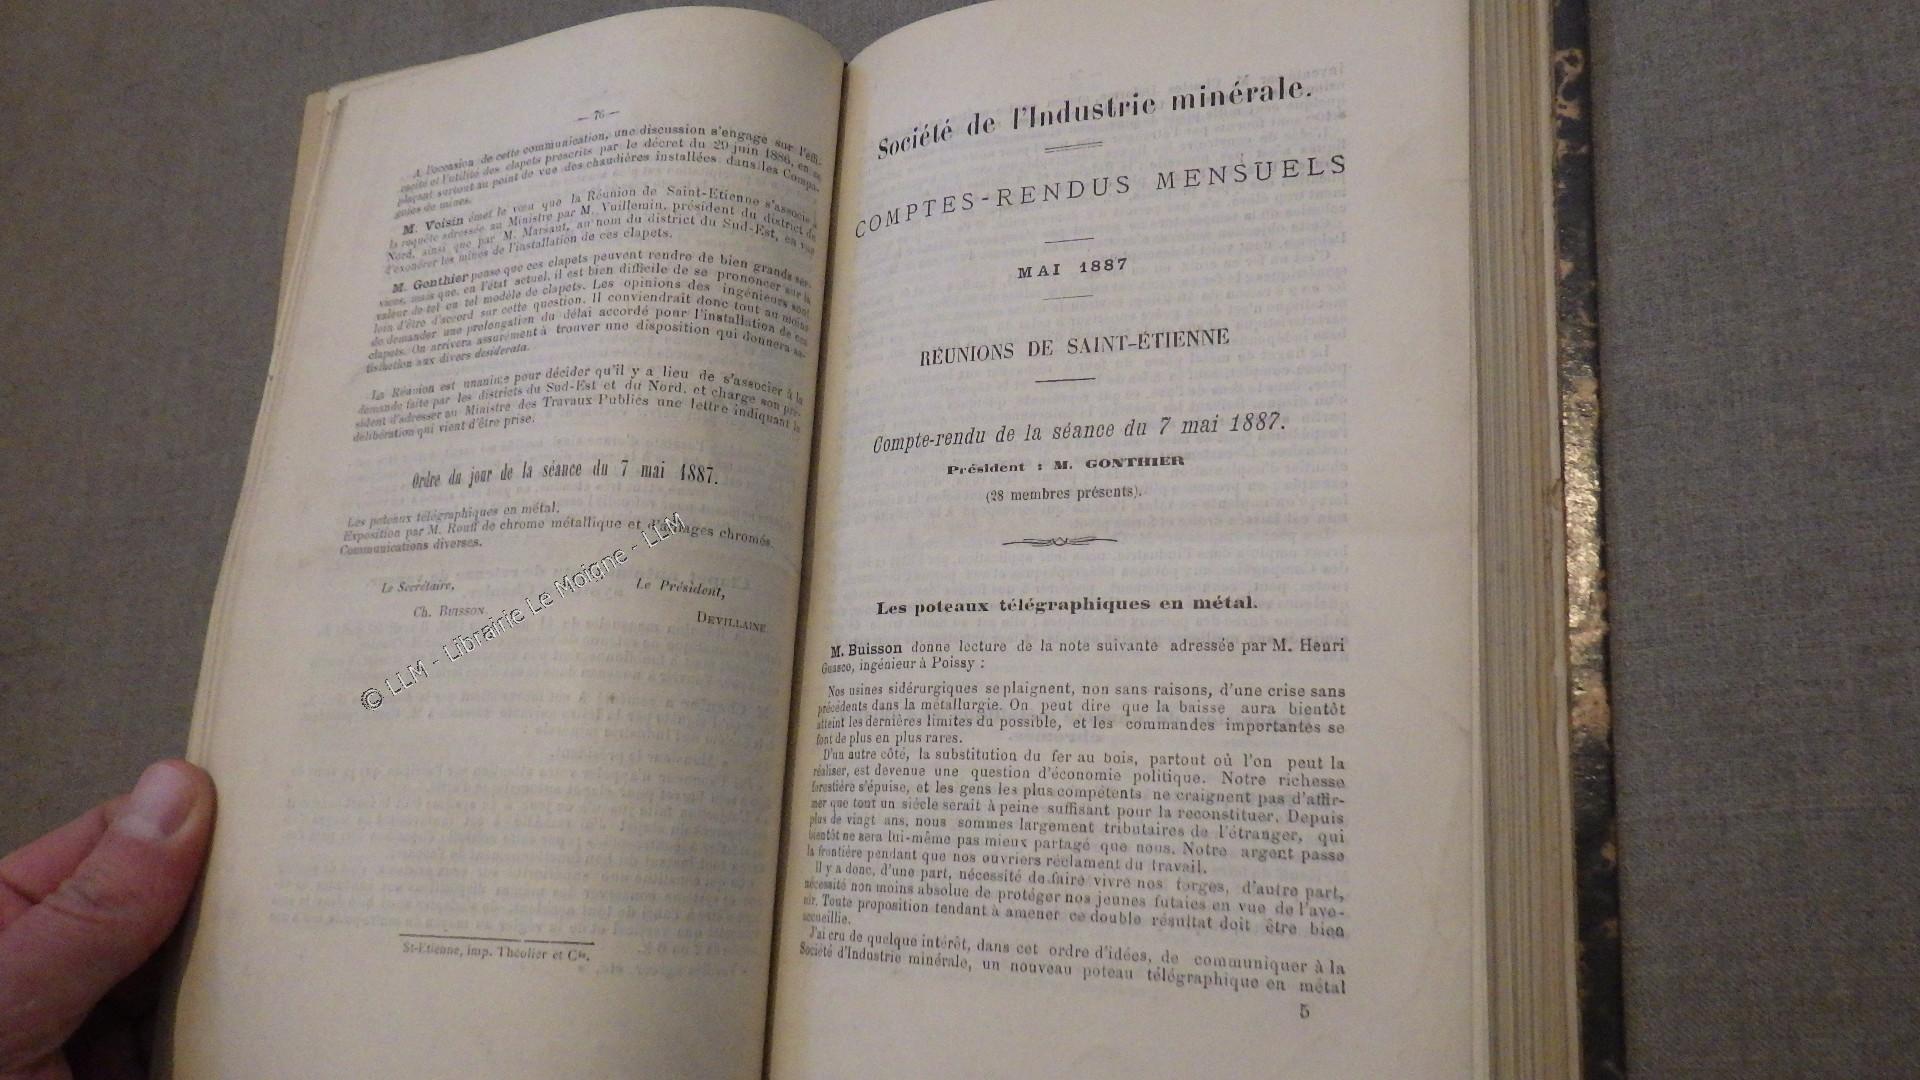 — 76 —
A l'occasion de cette communication, une discussion s'engage sur l'effi-
cacité et l'utilité des clapets prescrits par le décret du 29 juin 1886, en se
plaçant surtout au point de vue des chaudières installées dans les Compa-
gnies de mines.
M. Voisin émet le vœu que la Réunion de Saint-Etienne s'associe à
la requête adressée au Ministre par M. Vuillemin, président du district du
Nord, ainsi que par M. Marsaut, au nom du district du Sud-Est, en vue
d'exonérer les mines de l'installation de ces clapets.
M. Gonthier pense que ces clapets peuvent rendre de bien grands ser-
vices, mais que, en l'état actuel, il est bien difficile de se prononcer sur la
valeur de tel ou tel modèle de clapets. Les opinions des ingénieurs sont
loin d'être d'accord sur cette question. Il conviendrait donc tout au moins
de demander une prolongation du délai accordé pour l'installation de ces
clapets. On arrivera assurément à trouver une disposition qui donnera sa-
tisfaction aux divers desiderata.
La Réunion est unanime pour décider qu'il y a lieu de s'associer à la
demande faite par les districts du Sud-Est et du Nord, et charge son pré-
sident d'adresser au Ministre des Travaux Publics une lettre indiquant la
délibération qui vient d'être prise.
Ordre du jour de la séance du 7 mai 1887.
Les poteaux télégraphiques en métal.
Exposition par M. Rouff de chrome métallique et d'alliages chromés.
Communications diverses.
Le Secrétaire,
Le Président,
Ch. BUISSON.
DEVILLAINE.
St-Etienne, imp. Théolier et Cie.
© LLM - Librairie Le Moigne - LLM
Société de l'Industrie minérale.
COMPTES-RENDUS MENSUELS
MAI 1887
RÉUNIONS DE SAINT-ÉTIENNE
Compte-rendu de la séance du 7 mai 1887.
Président : M. GONTHIER
(28 membres présents).
Les poteaux télégraphiques en métal.
M. Buisson donne lecture de la note suivante adressée par M. Henri
Guasco, ingénieur à Poissy :
Nos usines sidérurgiques se plaignent, non sans raisons, d'une crise sans
précédents dans la métallurgie. On peut dire que la baisse aura bientôt
atteint les dernières limites du possible, et les commandes importantes se
font de plus en plus rares.
D'un autre côté, la substitution du fer au bois, partout où l'on peut la
réaliser, est devenue une question d'économie politique. Notre richesse
forestière s'épuise, et les gens les plus compétents ne craignent pas d'affir-
mer que tout un siècle serait à peine suffisant pour la reconstituer. Depuis
plus de vingt ans, nous sommes largement tributaires de l'étranger, qui
bientôt ne sera lui-même pas mieux partagé que nous. Notre argent passe
la frontière pendant que nos ouvriers réclament du travail.
Il y a donc, d'une part, nécessité de faire vivre nos forges, d'autre part,
nécessité non moins absolue de protéger nos jeunes futaies en vue de l'ave-
nir. Toute proposition tendant à amener ce double résultat doit être bien
accueillie.
J'ai cru de quelque intérêt, dans cet ordre d'idées, de communiquer à la
Société d'Industrie minérale, un nouveau poteau télégraphique en métal
5